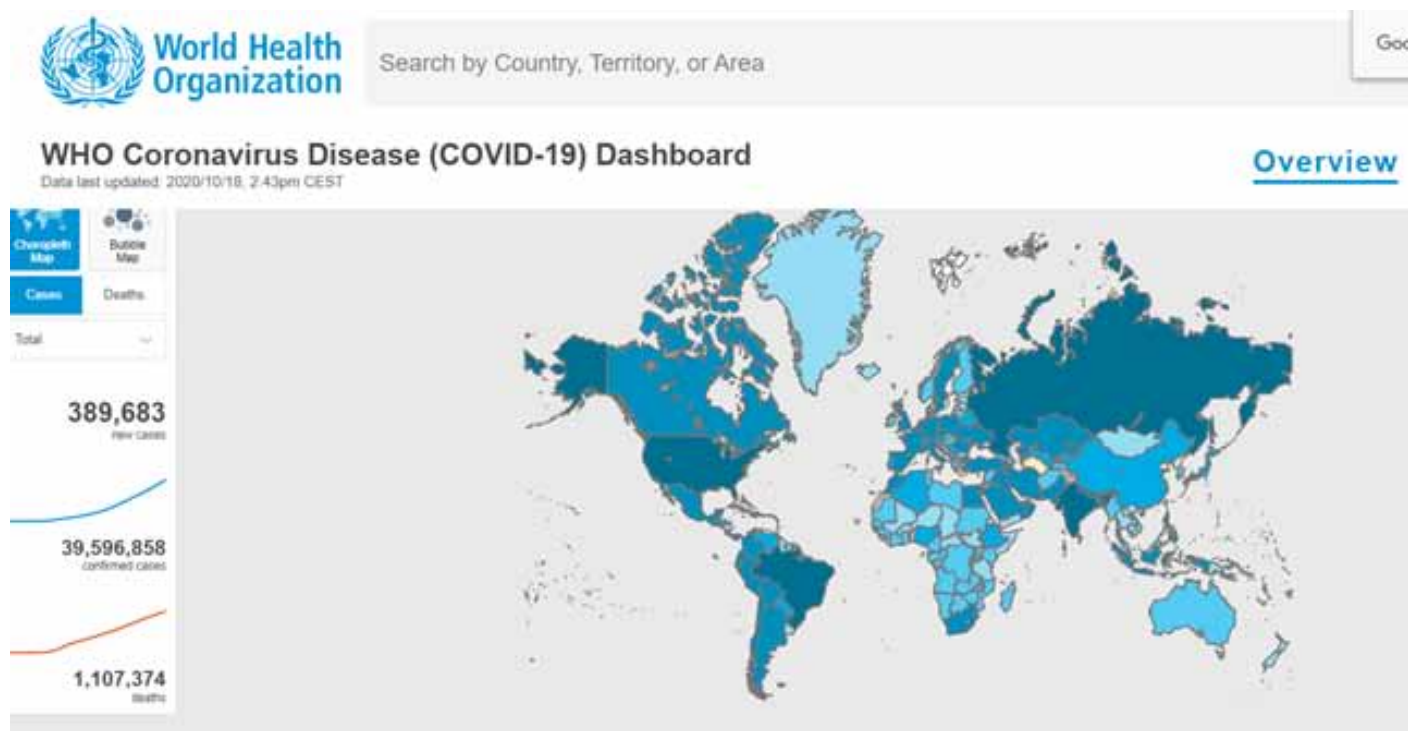 World Health
Organization
Search by Country, Territory, or Area
Goo
WHO Coronavirus Disease (COVID-19) Dashboard
Data last updated: 2020/10/18, 2:43pm CEST
Overview
Choropleth
Map
Bubble
Map
Cases
Deaths
Total
389,683
new cases
39,596,858
confirmed cases
1,107,374
deaths